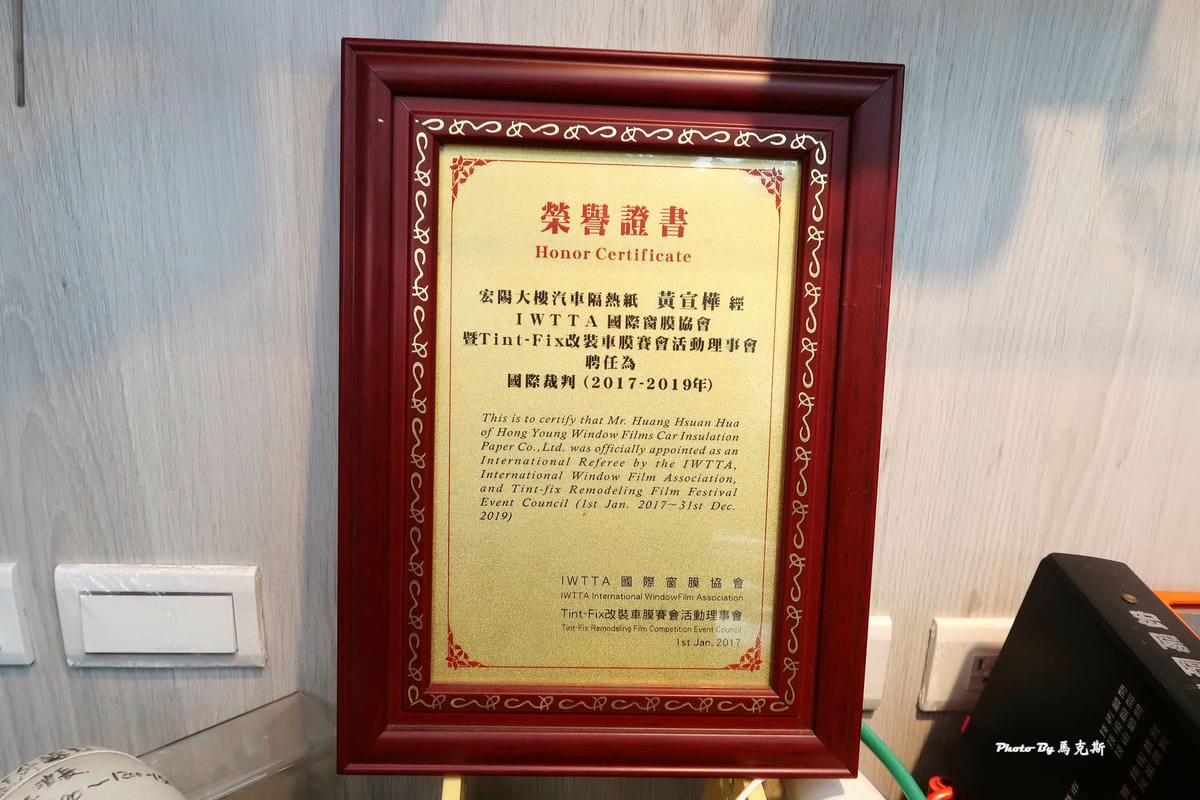 榮譽證書
Honor Certificate
宏陽大樓汽車隔熱紙 黃宣樺 經
IWTTA 國際窗膜協會
暨Tint-Fix改裝車膜賽會活動理事會
聘任為
國際裁判 (2017-2019年)
This is to certify that Mr. Huang Hsuan Hua
of Hong Young Window Films Car Insulation
Paper Co., Ltd. was officially appointed as an
International Referee by the IWTTA,
International Window Film Association,
and Tint-fix Remodeling Film Festival
Event Council (1st Jan. 2017~31st Dec.
2019)
IWTTA 國際窗膜協會
IWTTA International WindowFilm Association
Tint-Fix改裝車膜賽會活動理事會
Tint-Fix Remodeling Film Competition Event Council
1st Jan. 2017
Photo By 馬克斯